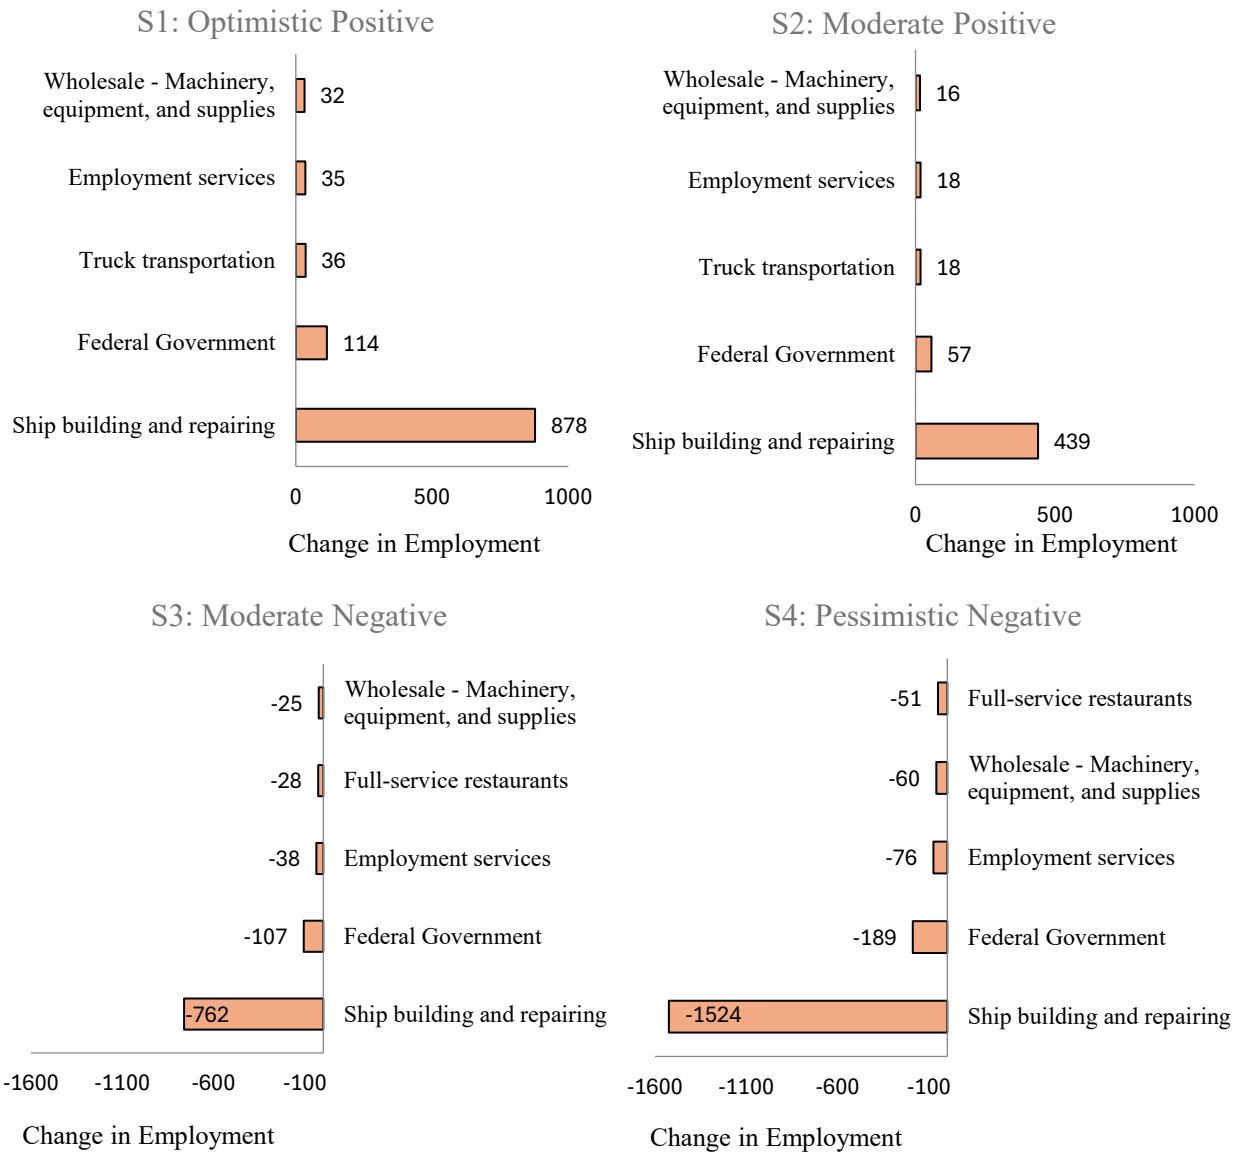 S1: Optimistic Positive
Wholesale - Machinery,
equipment, and supplies
32
Employment services
35
Truck transportation
36
Federal Government
114
Ship building and repairing
878
0 500 1000
Change in Employment
S2: Moderate Positive
Wholesale - Machinery,
equipment, and supplies
16
Employment services
18
Truck transportation
18
Federal Government
57
Ship building and repairing
439
0 500 1000
Change in Employment
S3: Moderate Negative
-25
Wholesale - Machinery,
equipment, and supplies
-28
Full-service restaurants
-38
Employment services
-107
Federal Government
-762
Ship building and repairing
-1600 -1100 -600 -100
Change in Employment
S4: Pessimistic Negative
-51
Full-service restaurants
-60
Wholesale - Machinery,
equipment, and supplies
-76
Employment services
-189
Federal Government
-1524
Ship building and repairing
-1600 -1100 -600 -100
Change in Employment